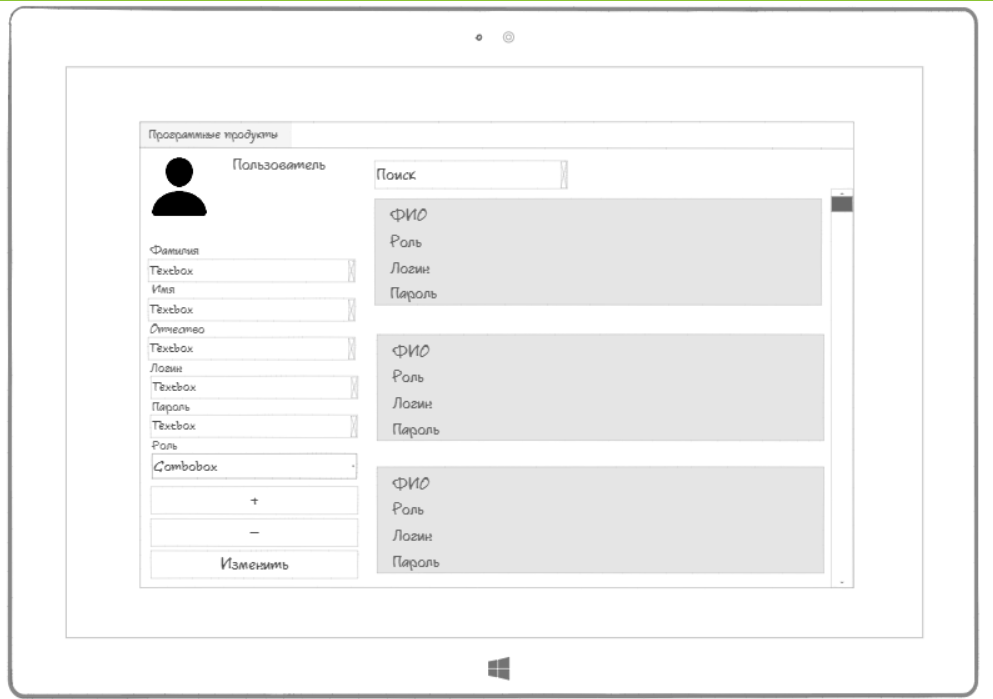 Программные продукты
Пользователь
Фамилия
Textbox
Имя
Textbox
Отчество
Textbox
Логин
Textbox
Пароль
Textbox
Роль
Combobox
+
–
Изменить
Поиск
ФИО
Роль
Логин
Пароль
ФИО
Роль
Логин
Пароль
ФИО
Роль
Логин
Пароль